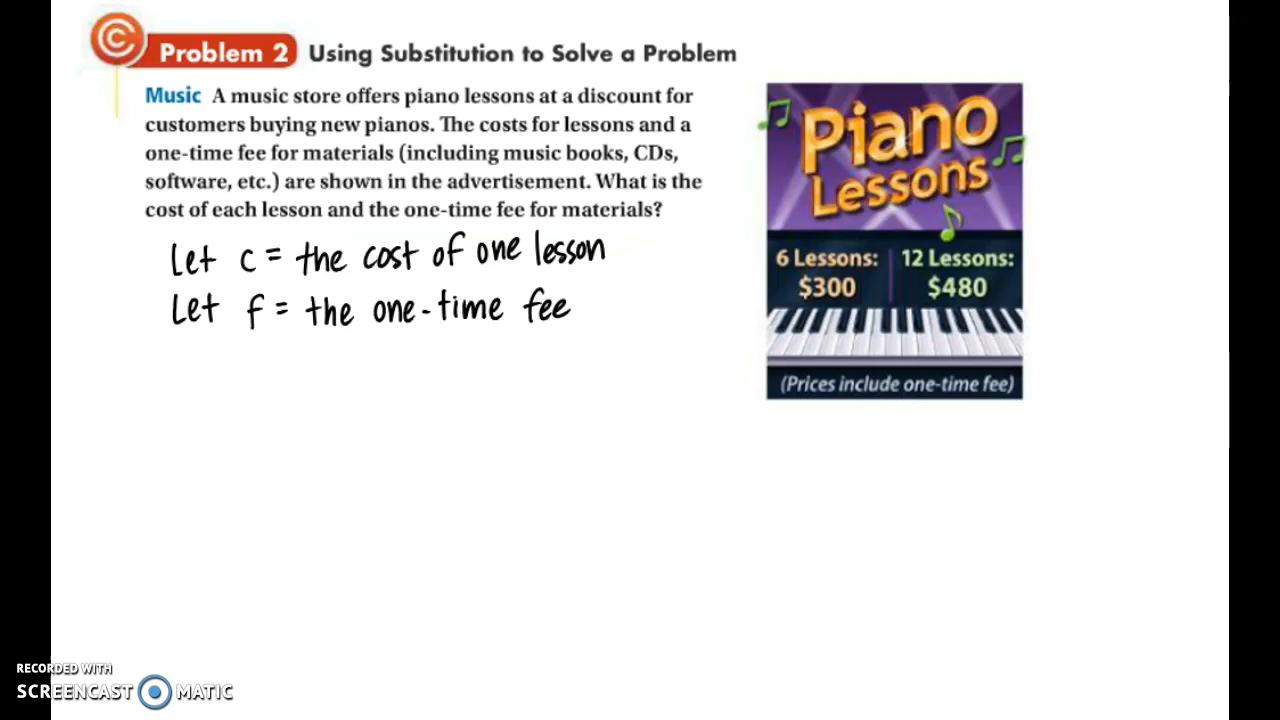 ©
Problem 2 Using Substitution to Solve a Problem
Music A music store offers piano lessons at a discount for
customers buying new pianos. The costs for lessons and a
one-time fee for materials (including music books, CDs,
software, etc.) are shown in the advertisement. What is the
cost of each lesson and the one-time fee for materials?
Let c = the cost of one lesson
Let f = the one-time fee
Piano
Lessons
6 Lessons: 12 Lessons:
$300 $480
(Prices include one-time fee)
RECORDED WITH
SCREENCAST MATIC